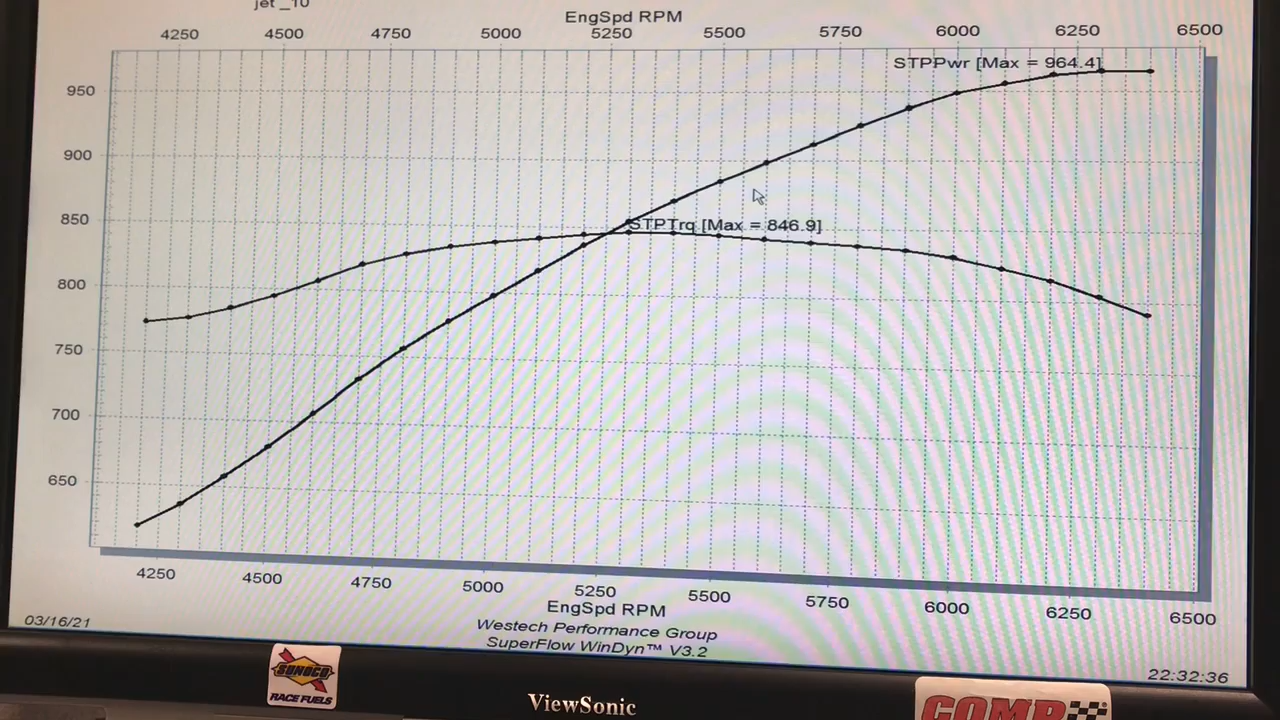 jet_10
EngSpd RPM
4250 4500 4750 5000 5250 5500 5750 6000 6250 6500
STPPwr [Max = 964.4]
950
900
850
STPTrq [Max = 846.9]
800
750
700
650
4250 4500 4750 5000 5250 5500 5750 6000 6250 6500
EngSpd RPM
03/16/21
Westech Performance Group
SuperFlow WinDyn™ V3.2
22:32:36
SUNOCO
RACE FUELS
ViewSonic
COMP